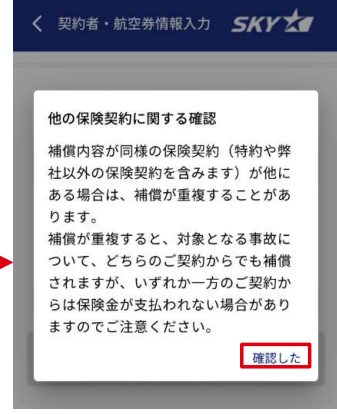 契約者・航空券情報入力 SKY
他の保険契約に関する確認
補償内容が同様の保険契約（特約や弊
社以外の保険契約を含みます）が他に
ある場合は、補償が重複することがあ
ります。
補償が重複すると、対象となる事故に
ついて、どちらのご契約からでも補償
されますが、いずれか一方のご契約か
らは保険金が支払われない場合があり
ますのでご注意ください。
確認した